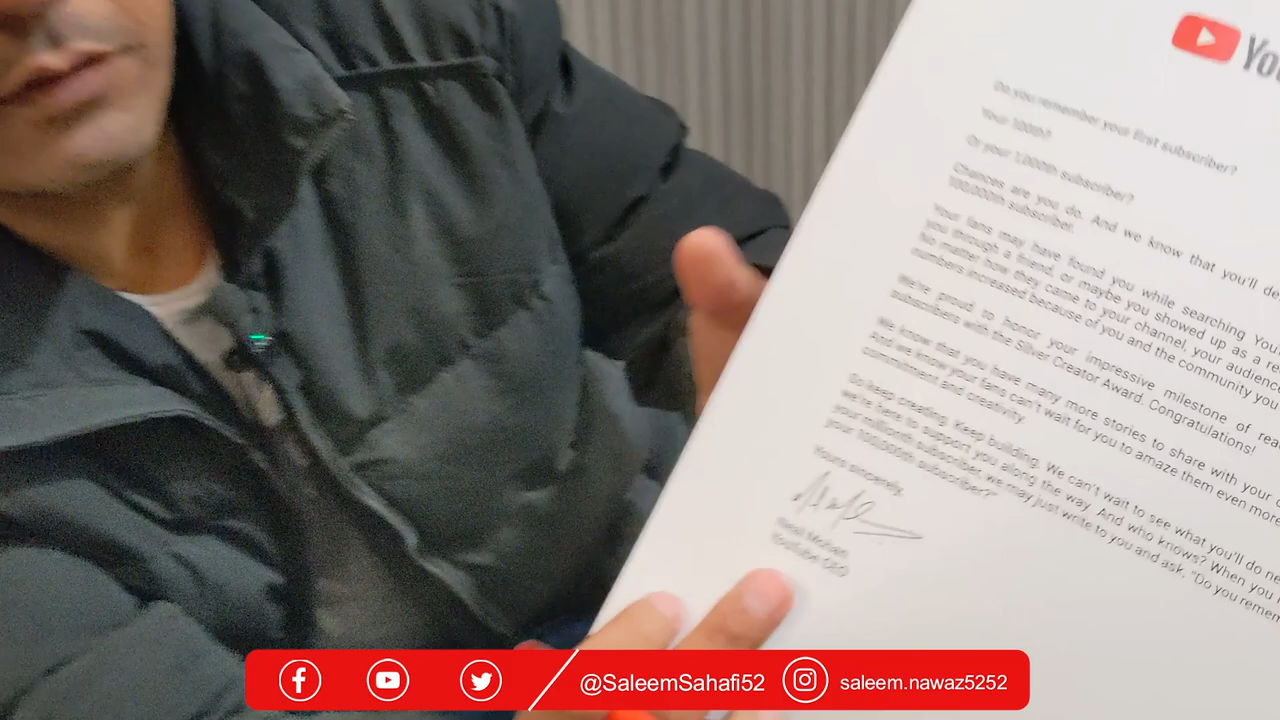 You
Do you remember your first subscriber?
Your 100th?
Or your 1,000th subscriber?
Chances are you do. And we know that you'll
100,000th subscriber.
Your fans may have found you while searching
you through a friend, or maybe you showed up as a
No matter how they came to your channel, your audience
numbers increased because of you and the community you
We're proud to honor your impressive milestone of
subscribers with the Silver Creator Award. Congratulations!
We know that you have many more stories to share with your
And we know your fans can't wait for you to amaze them even more
commitment and creativity.
So keep creating. Keep building. We can't wait to see what you'll do
we're here to support you along the way. And who knows? When you
your millionth subscriber, we may just write to you and ask, "Do you
your 100,000th subscriber?"
Yours sincerely,
Neal Mohan
YouTube CEO
@SaleemSahafi52 saleem.nawaz5252